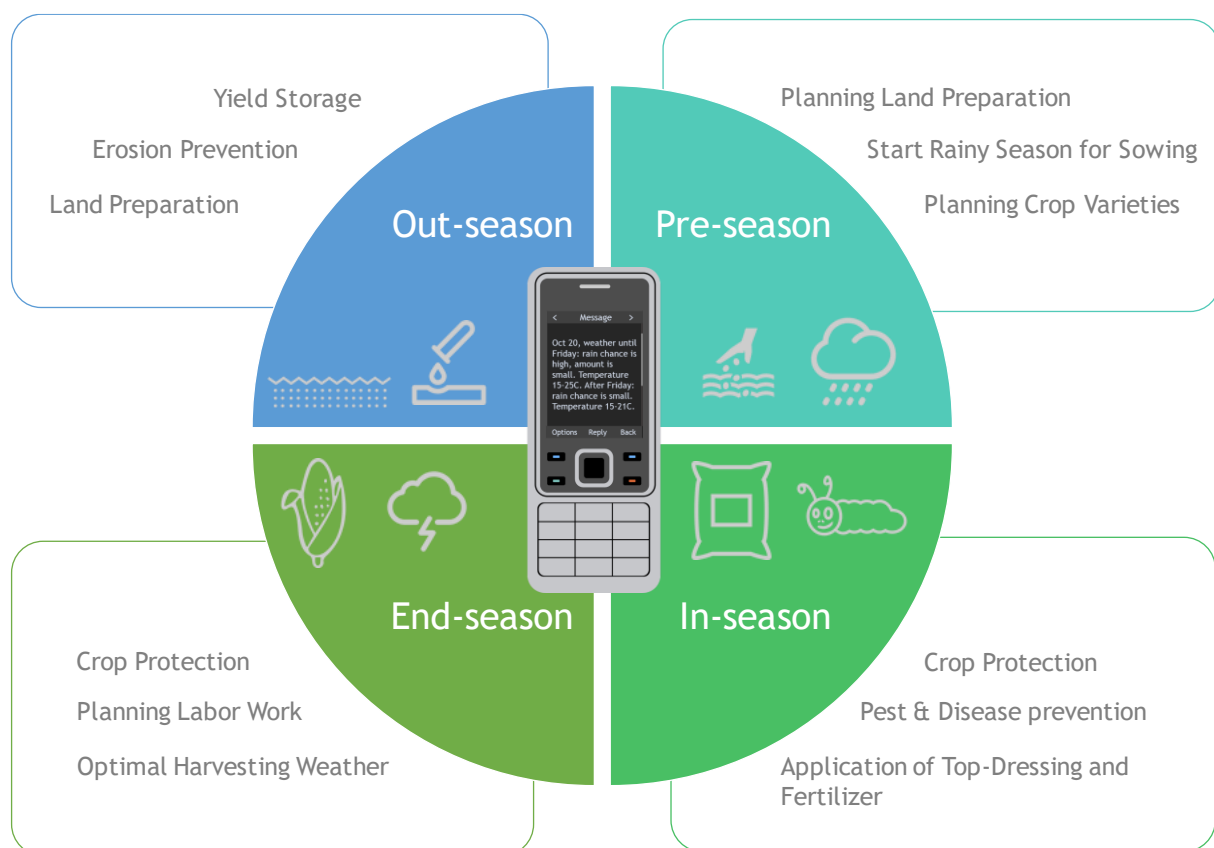 Yield Storage
Erosion Prevention
Land Preparation
Out-season
Planning Land Preparation
Start Rainy Season for Sowing
Planning Crop Varieties
Pre-season
< Message >
Oct 20, weather until
Friday: rain chance is
high, amount is
small. Temperature
15-25C. After Friday:
rain chance is small.
Temperature 15-21C.
Options Reply Back
End-season
Crop Protection
Planning Labor Work
Optimal Harvesting Weather
In-season
Crop Protection
Pest & Disease prevention
Application of Top-Dressing and
Fertilizer